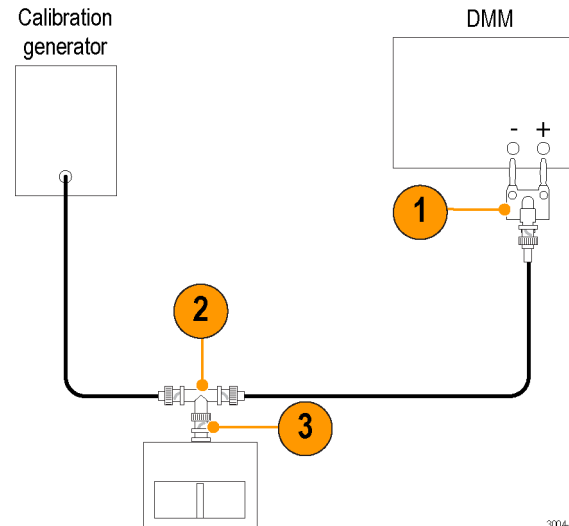 Calibration
generator
DMM
- +
1
2
3